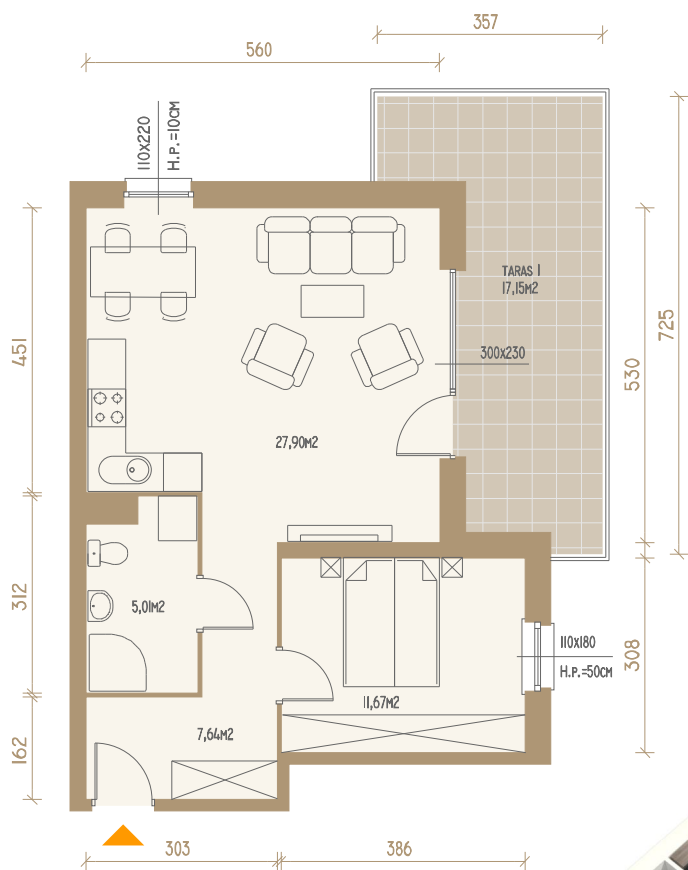 357
560
110x220
H.P.=10CM
TARAS 1
17,15M2
725
451
530
300x230
27,90M2
312
5,01M2
110x180
H.P.=50CM
308
11,67M2
7,64M2
162
303
386